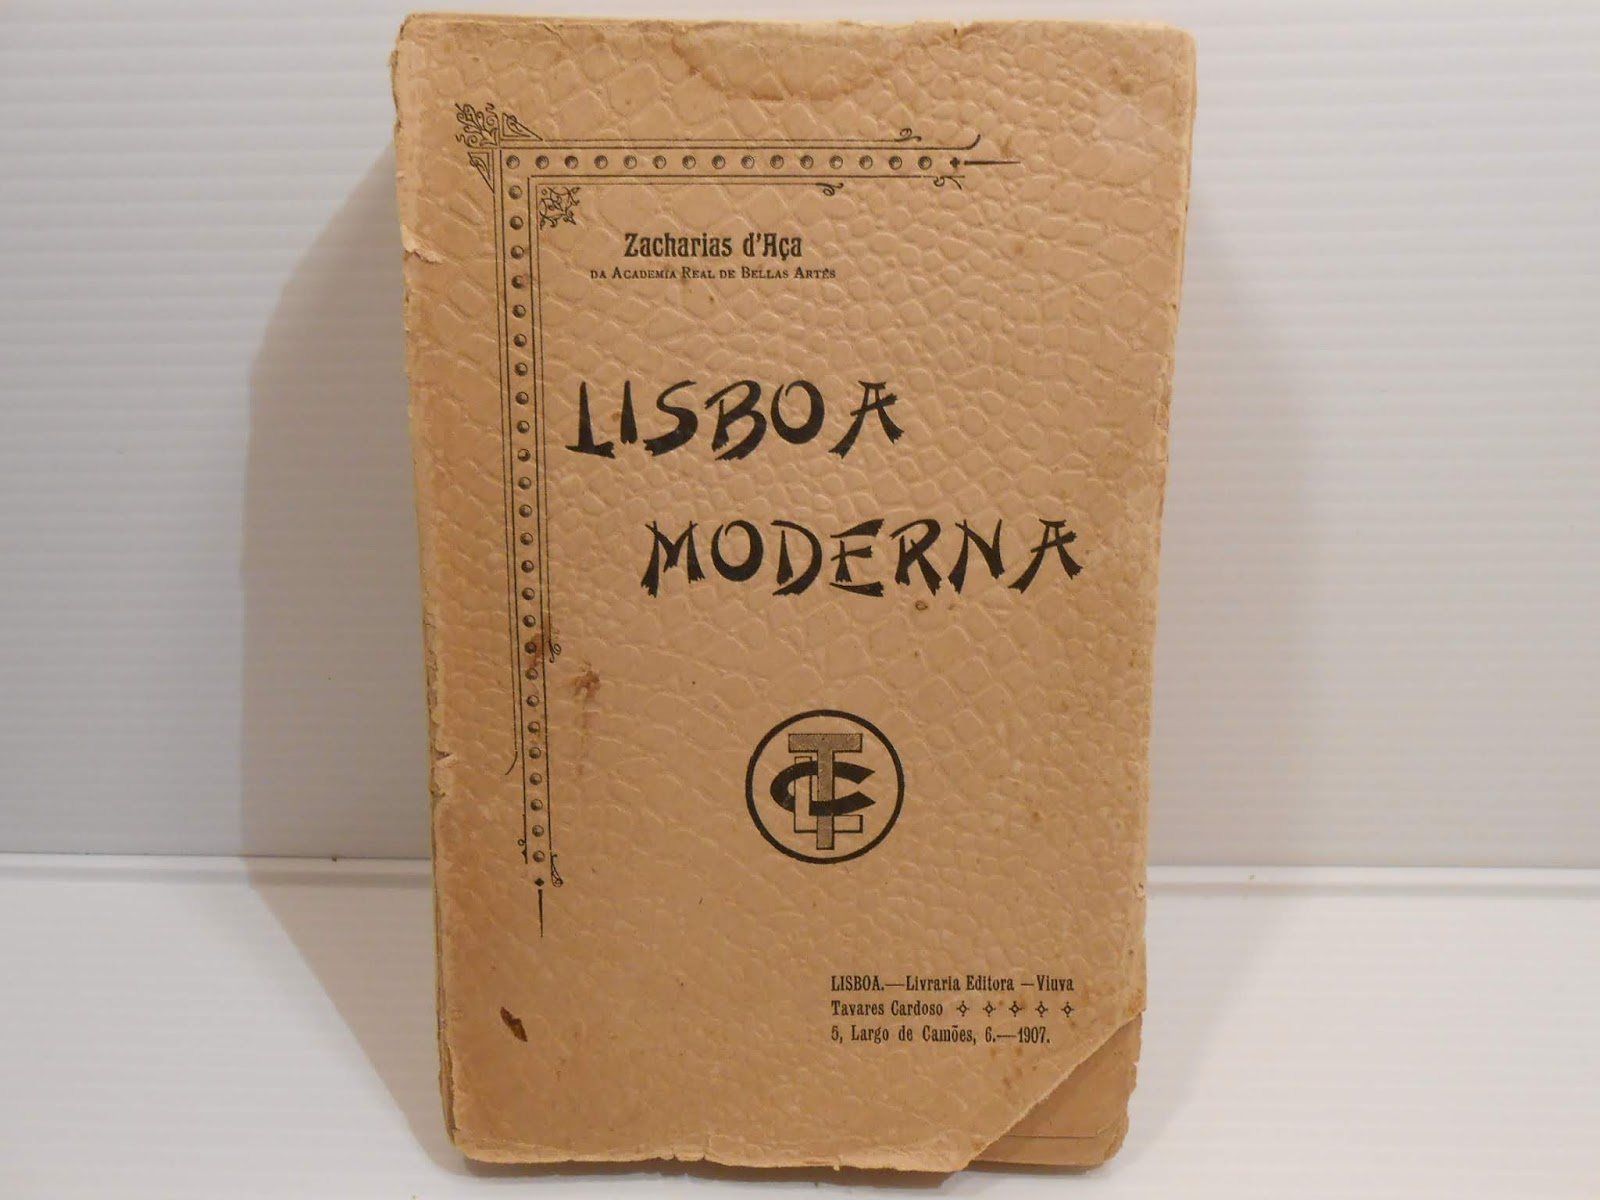 Zacharias d'Aça
DA ACADEMIA REAL DE BELLAS ARTES
LISBOA
MODERNA
LTC
LISBOA.—Livraria Editora —Viuva
Tavares Cardoso
5, Largo de Camões, 6.—1907.